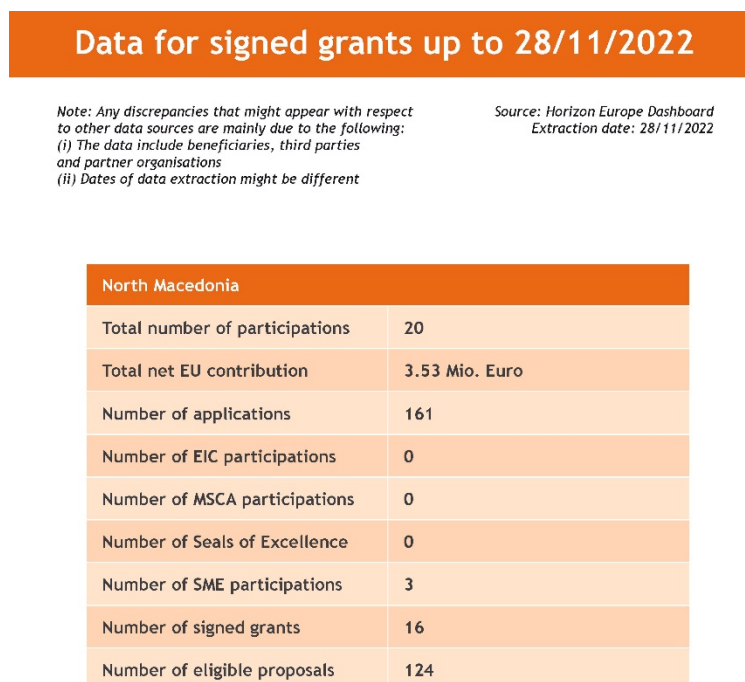 Data for signed grants up to 28/11/2022
Note: Any discrepancies that might appear with respect
to other data sources are mainly due to the following:
(i) The data include beneficiaries, third parties
and partner organisations
(ii) Dates of data extraction might be different
Source: Horizon Europe Dashboard
Extraction date: 28/11/2022
North Macedonia
Total number of participations 20
Total net EU contribution 3.53 Mio. Euro
Number of applications 161
Number of EIC participations 0
Number of MSCA participations 0
Number of Seals of Excellence 0
Number of SME participations 3
Number of signed grants 16
Number of eligible proposals 124